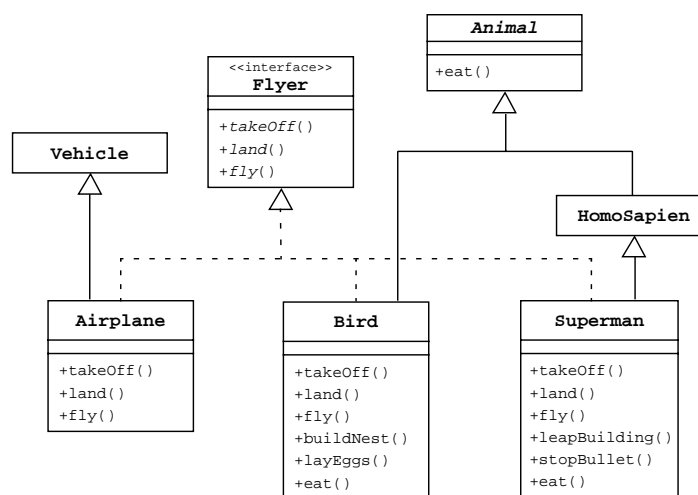 Animal
+eat()
<<interface>>
Flyer
+takeOff()
+land()
+fly()
Vehicle
HomoSapien
Airplane
+takeOff()
+land()
+fly()
Bird
+takeOff()
+land()
+fly()
+buildNest()
+layEggs()
+eat()
Superman
+takeOff()
+land()
+fly()
+leapBuilding()
+stopBullet()
+eat()